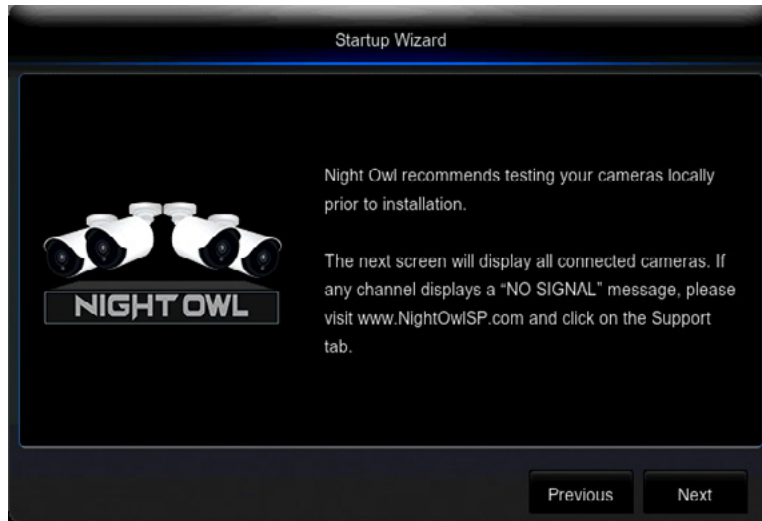 Startup Wizard
Night Owl recommends testing your cameras locally
prior to installation.
The next screen will display all connected cameras. If
any channel displays a “NO SIGNAL” message, please
visit www.NightOwlSP.com and click on the Support
tab.
NIGHT OWL
Previous
Next